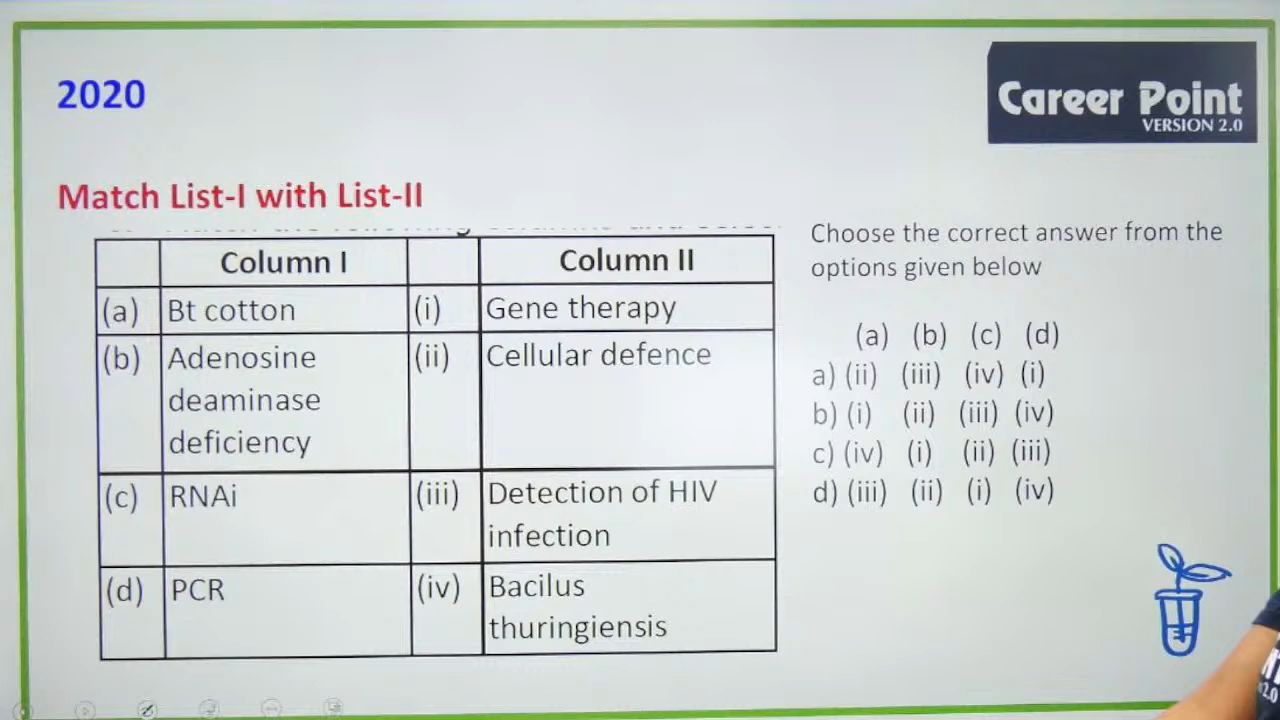 2020
Career Point
VERSION 2.0
Match List-I with List-II
Column I Column II
(a) Bt cotton (i) Gene therapy
(b) Adenosine (ii) Cellular defence
deaminase
deficiency
(c) RNAi (iii) Detection of HIV
infection
(d) PCR (iv) Bacilus
thuringiensis
Choose the correct answer from the
options given below
(a) (b) (c) (d)
a) (ii) (iii) (iv) (i)
b) (i) (ii) (iii) (iv)
c) (iv) (i) (ii) (iii)
d) (iii) (ii) (i) (iv)